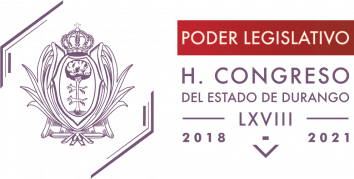 PODER LEGISLATIVO
H. CONGRESO
DEL ESTADO DE DURANGO
LXVIII
2018 - 2021